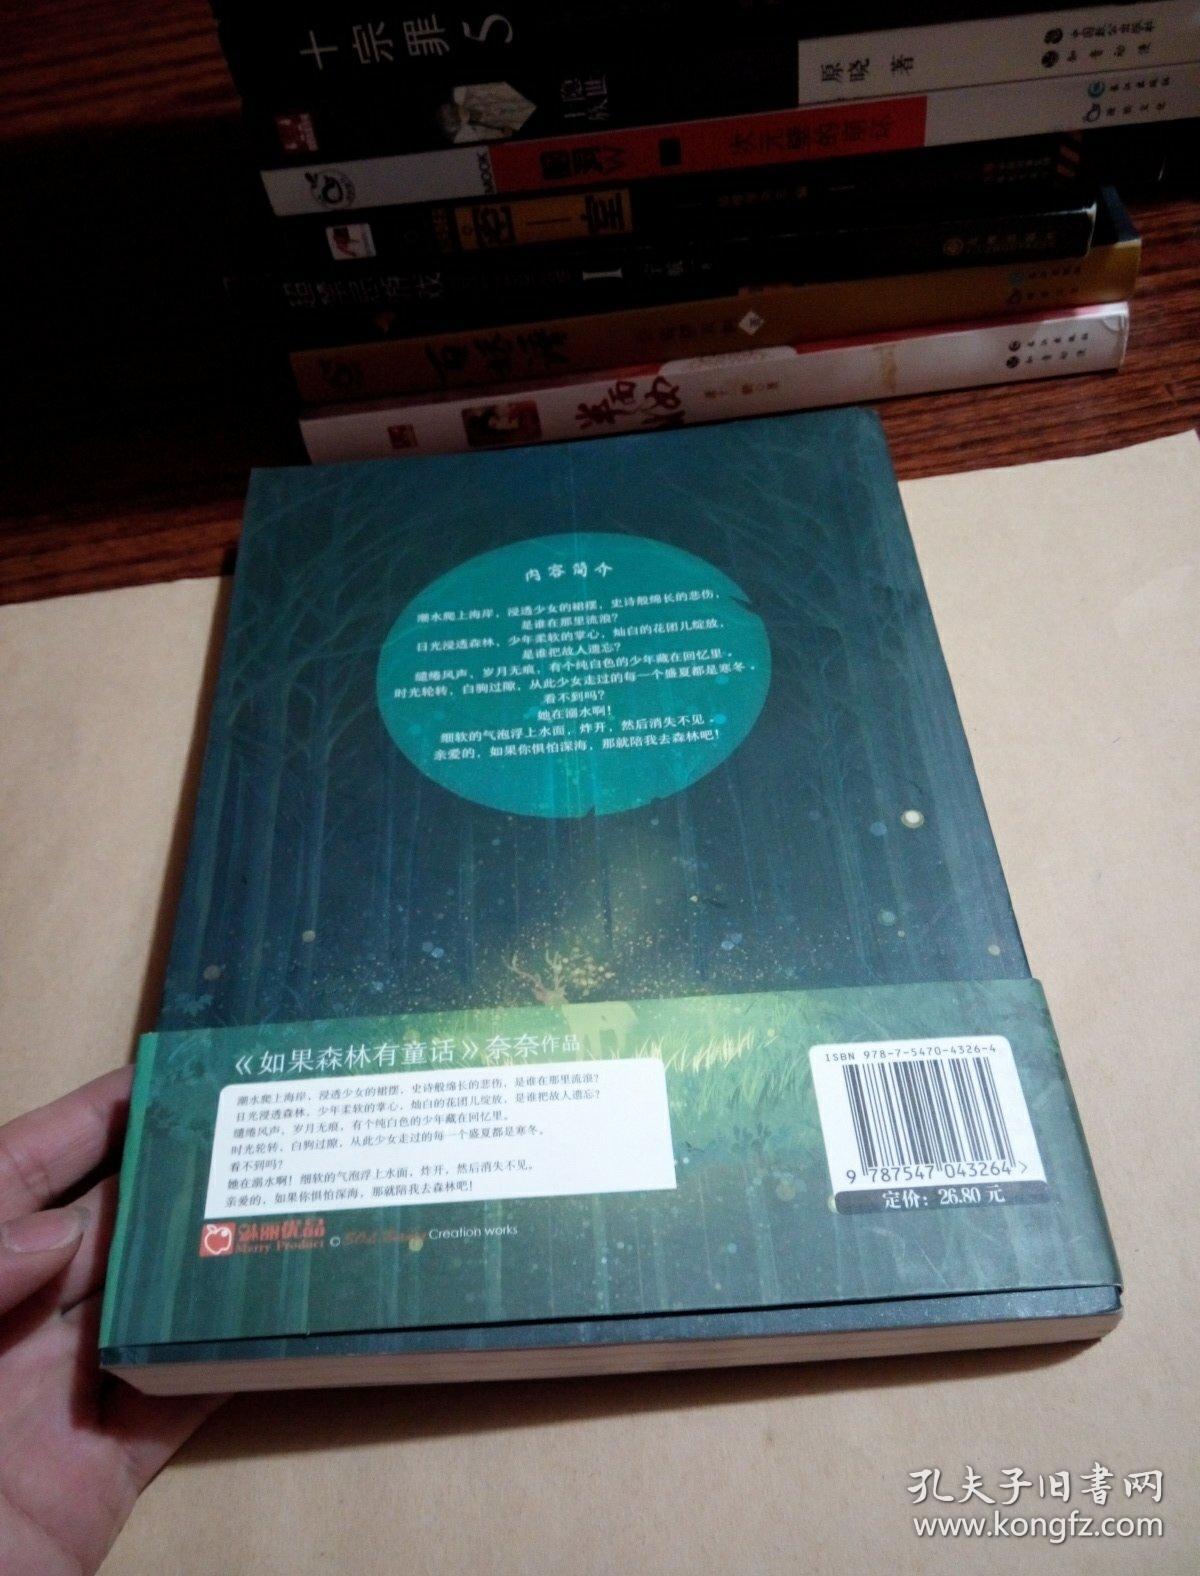 十宗罪 5
隐世
原晓 著
MOOK
内容简介
潮水爬上海岸，浸透少女的裙摆，史诗般绵长的悲伤，
是谁在那里流浪？
日光浸透森林，少年柔软的掌心，灿白的花团儿绽放，
是谁把故人遗忘？
缱绻风声，岁月无痕，有个纯白色的少年藏在回忆里。
时光轮转，白驹过隙，从此少女走过的每一个盛夏都是寒冬。
看不到吗？
她在溺水啊！
细软的气泡浮上水面，炸开，然后消失不见。
亲爱的，如果你惧怕深海，那就陪我去森林吧！
《如果森林有童话》奈奈作品
潮水爬上海岸，浸透少女的裙摆，史诗般绵长的悲伤，是谁在那里流浪？
日光浸透森林，少年柔软的掌心，灿白的花团儿绽放，是谁把故人遗忘？
缱绻风声，岁月无痕，有个纯白色的少年藏在回忆里。
时光轮转，白驹过隙，从此少女走过的每一个盛夏都是寒冬。
看不到吗？
她在溺水啊！细软的气泡浮上水面，炸开，然后消失不见。
亲爱的，如果你惧怕深海，那就陪我去森林吧！
ISBN 978-7-5470-4326-4
9 787547 043264 >
定价：26.80 元
Merry Product © Creation works
孔夫子旧书网
www.kongfz.com